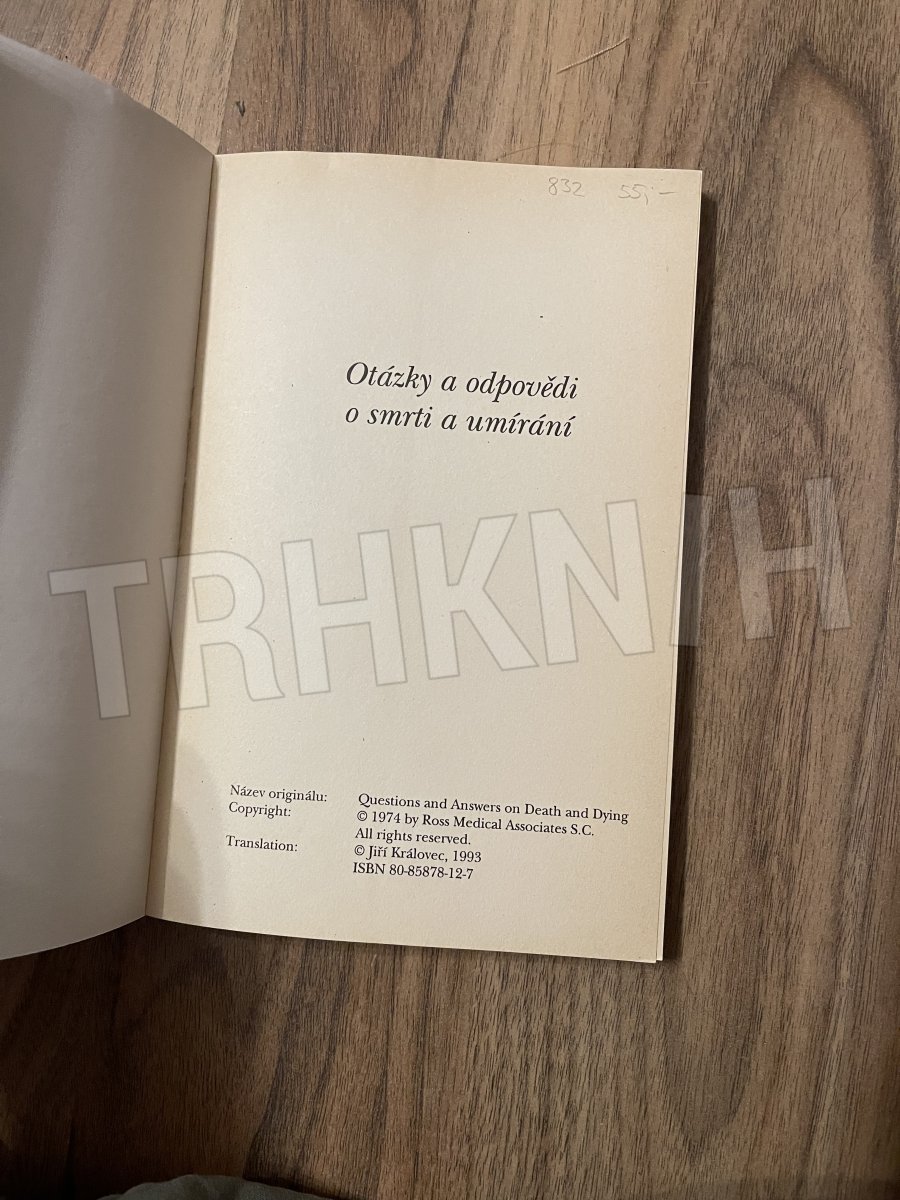 832 55,-
Otázky a odpovědi
o smrti a umírání
TRHKNIH
Název originálu: Questions and Answers on Death and Dying
Copyright: © 1974 by Ross Medical Associates S.C.
All rights reserved.
Translation: © Jiří Královec, 1993
ISBN 80-85878-12-7